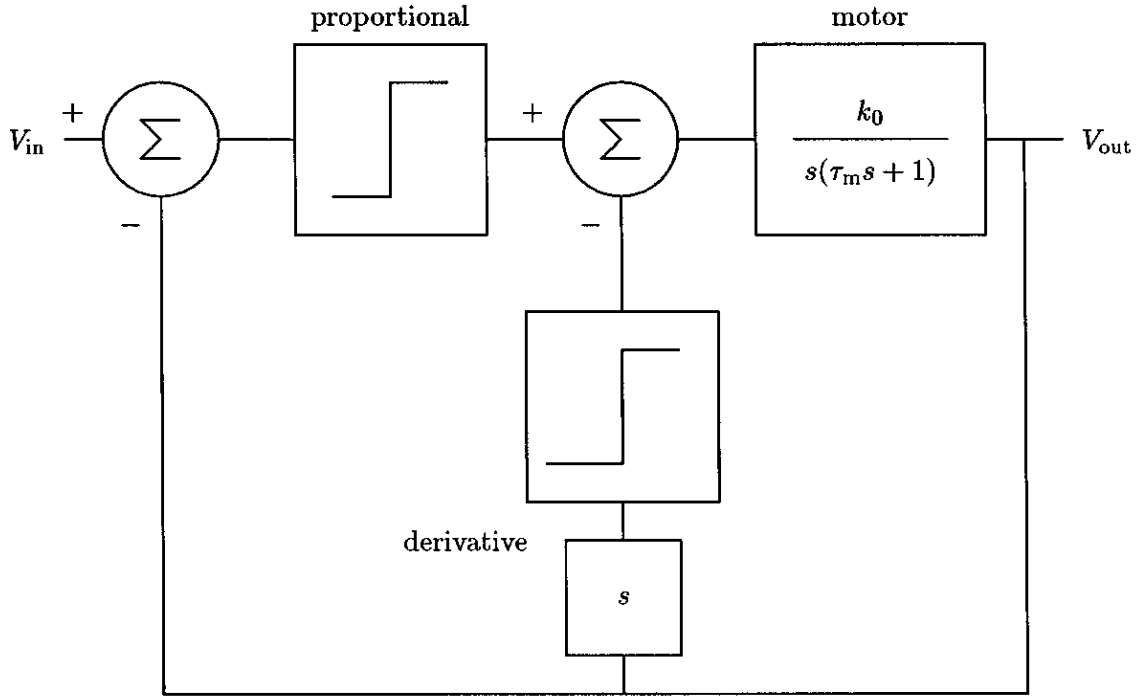 proportional
motor
+
+
V_in
Σ
Σ
k_0
s(τ_m s + 1)
V_out
−
−
derivative
s